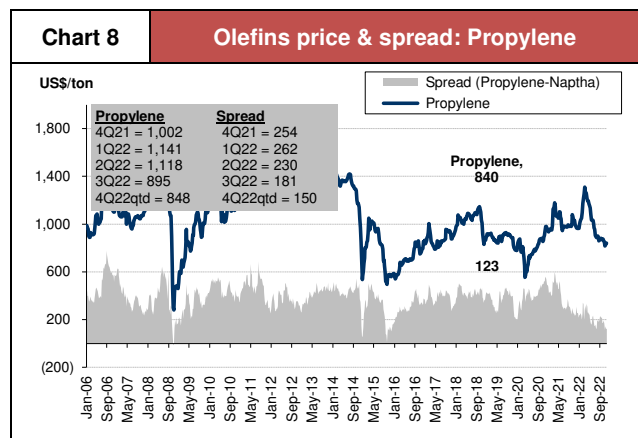 Chart 8
Olefins price & spread: Propylene
US$/ton
Spread (Propylene-Naptha)
Propylene
Propylene Spread
4Q21 = 1,002 4Q21 = 254
1Q22 = 1,141 1Q22 = 262
2Q22 = 1,118 2Q22 = 230
3Q22 = 895 3Q22 = 181
4Q22qtd = 848 4Q22qtd = 150
1,800
1,400
1,000
600
200
(200)
Propylene,
840
123
Jan-06
Sep-06
May-07
Jan-08
Sep-08
May-09
Jan-10
Sep-10
May-11
Jan-12
Sep-12
May-13
Jan-14
Sep-14
May-15
Jan-16
Sep-16
May-17
Jan-18
Sep-18
May-19
Jan-20
Sep-20
May-21
Jan-22
Sep-22